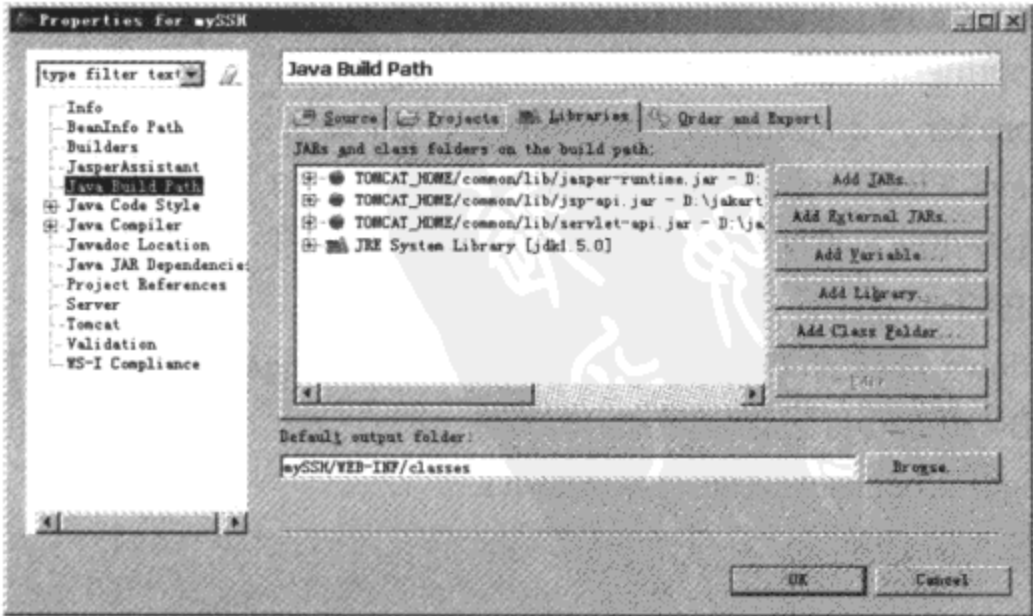 Properties for mySSH
type filter text
Info
BeanInfo Path
Builders
JasperAssistant
Java Build Path
Java Code Style
Java Compiler
Javadoc Location
Java JAR Dependencie
Project References
Server
Tomcat
Validation
WS-I Compliance
Java Build Path
Source Projects Libraries Order and Export
JARs and class folders on the build path:
TOMCAT_HOME/common/lib/jasper-runtime.jar - D:
TOMCAT_HOME/common/lib/jsp-api.jar - D:\jakart
TOMCAT_HOME/common/lib/servlet-api.jar - D:\ja
JRE System Library [jdk1.5.0]
Add JARs...
Add External JARs...
Add Variable...
Add Library...
Add Class Folder...
Edit...
Default output folder:
mySSH/WEB-INF/classes
Browse...
OK
Cancel